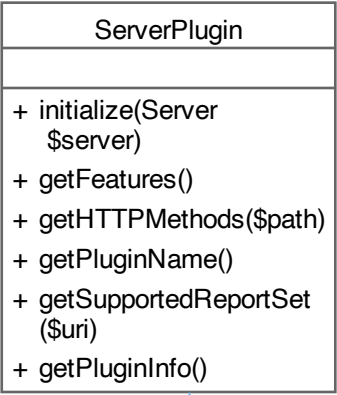 ServerPlugin
+ initialize(Server
$server)
+ getFeatures()
+ getHTTPMethods($path)
+ getPluginName()
+ getSupportedReportSet
($uri)
+ getPluginInfo()